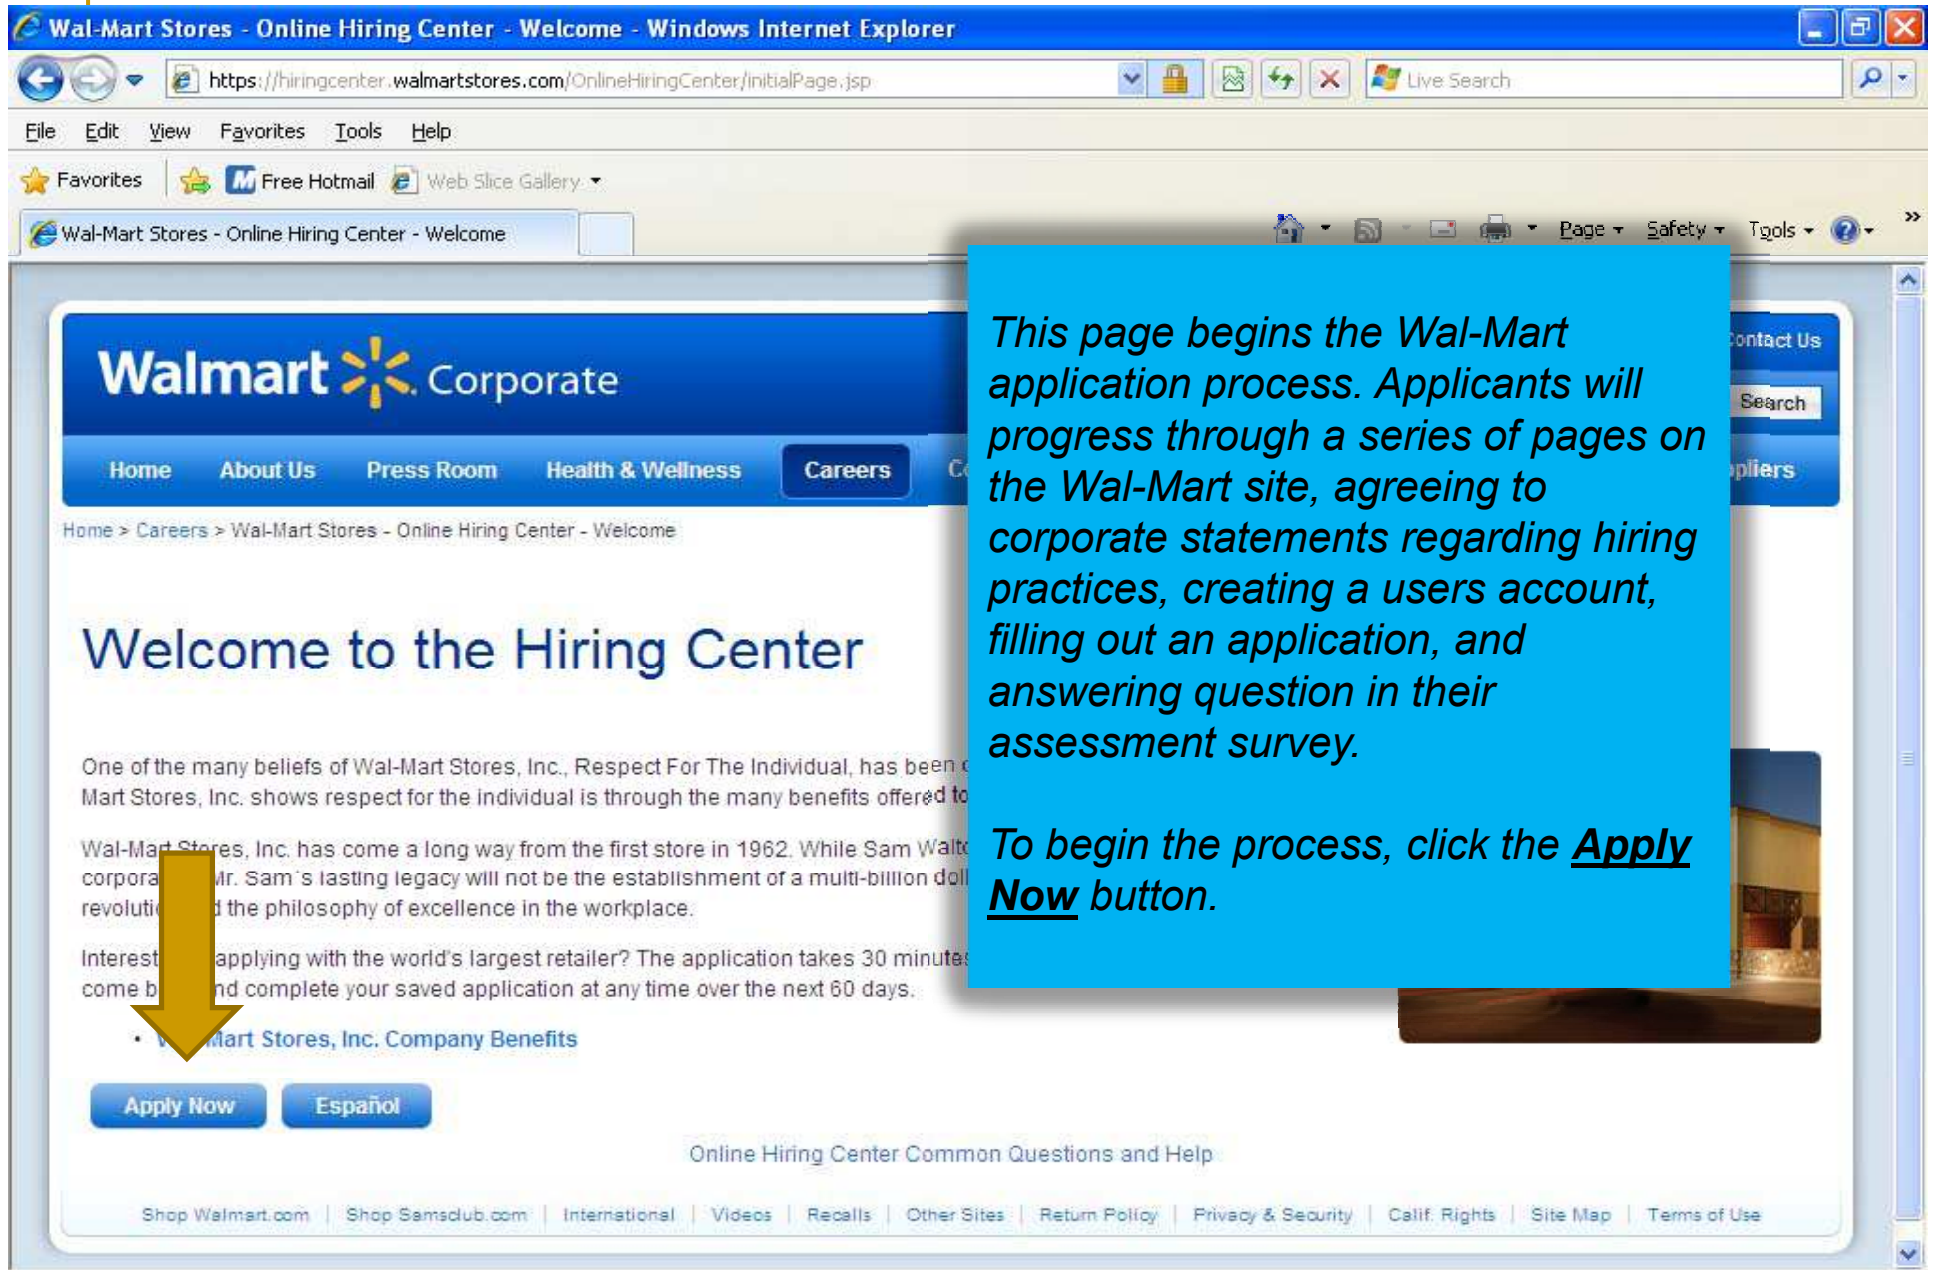 Wal-Mart Stores - Online Hiring Center - Welcome - Windows Internet Explorer
https://hiringcenter.walmartstores.com/OnlineHiringCenter/initialPage.jsp
Live Search
File Edit View Favorites Tools Help
Favorites Free Hotmail Web Slice Gallery
Wal-Mart Stores - Online Hiring Center - Welcome
Page Safety Tools
Contact Us
Walmart Corporate
Search
Home About Us Press Room Health & Wellness Careers
Home > Careers > Wal-Mart Stores - Online Hiring Center - Welcome
Welcome to the Hiring Center
One of the many beliefs of Wal-Mart Stores, Inc., Respect For The Individual, has been
Mart Stores, Inc. shows respect for the individual is through the many benefits offered to
Wal-Mart Stores, Inc. has come a long way from the first store in 1962. While Sam
Mr. Sam's lasting legacy will not be the establishment of a multi-billion
the philosophy of excellence in the workplace.
applying with the world's largest retailer? The application takes 30 minutes
come and complete your saved application at any time over the next 60 days.
• Mart Stores, Inc. Company Benefits
Apply Now Español
Online Hiring Center Common Questions and Help
Shop Walmart.com | Shop Samsclub.com | International | Videos | Recalls | Other Sites | Return Policy | Privacy & Security | Calif. Rights | Site Map | Terms of Use
This page begins the Wal-Mart
application process. Applicants will
progress through a series of pages on
the Wal-Mart site, agreeing to
corporate statements regarding hiring
practices, creating a users account,
filling out an application, and
answering question in their
assessment survey.
To begin the process, click the Apply
Now button.